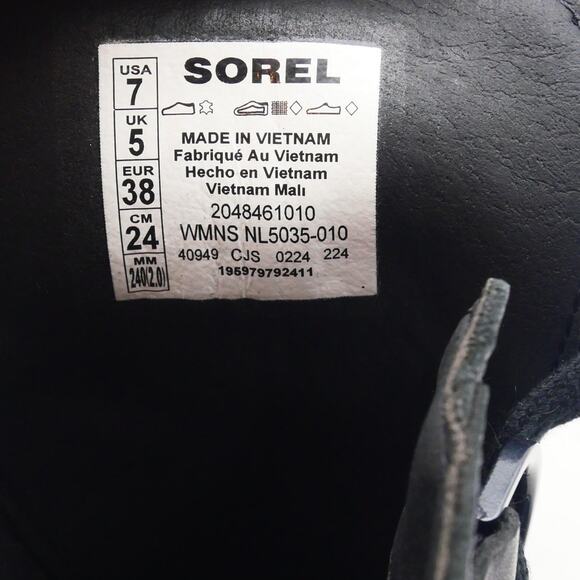 SOREL
USA
7
UK
5
EUR
38
CM
24
MM
240(2.0)
MADE IN VIETNAM
Fabriqué Au Vietnam
Hecho en Vietnam
Vietnam Malı
2048461010
WMNS NL5035-010
40949 CJS 0224 224
195979792411